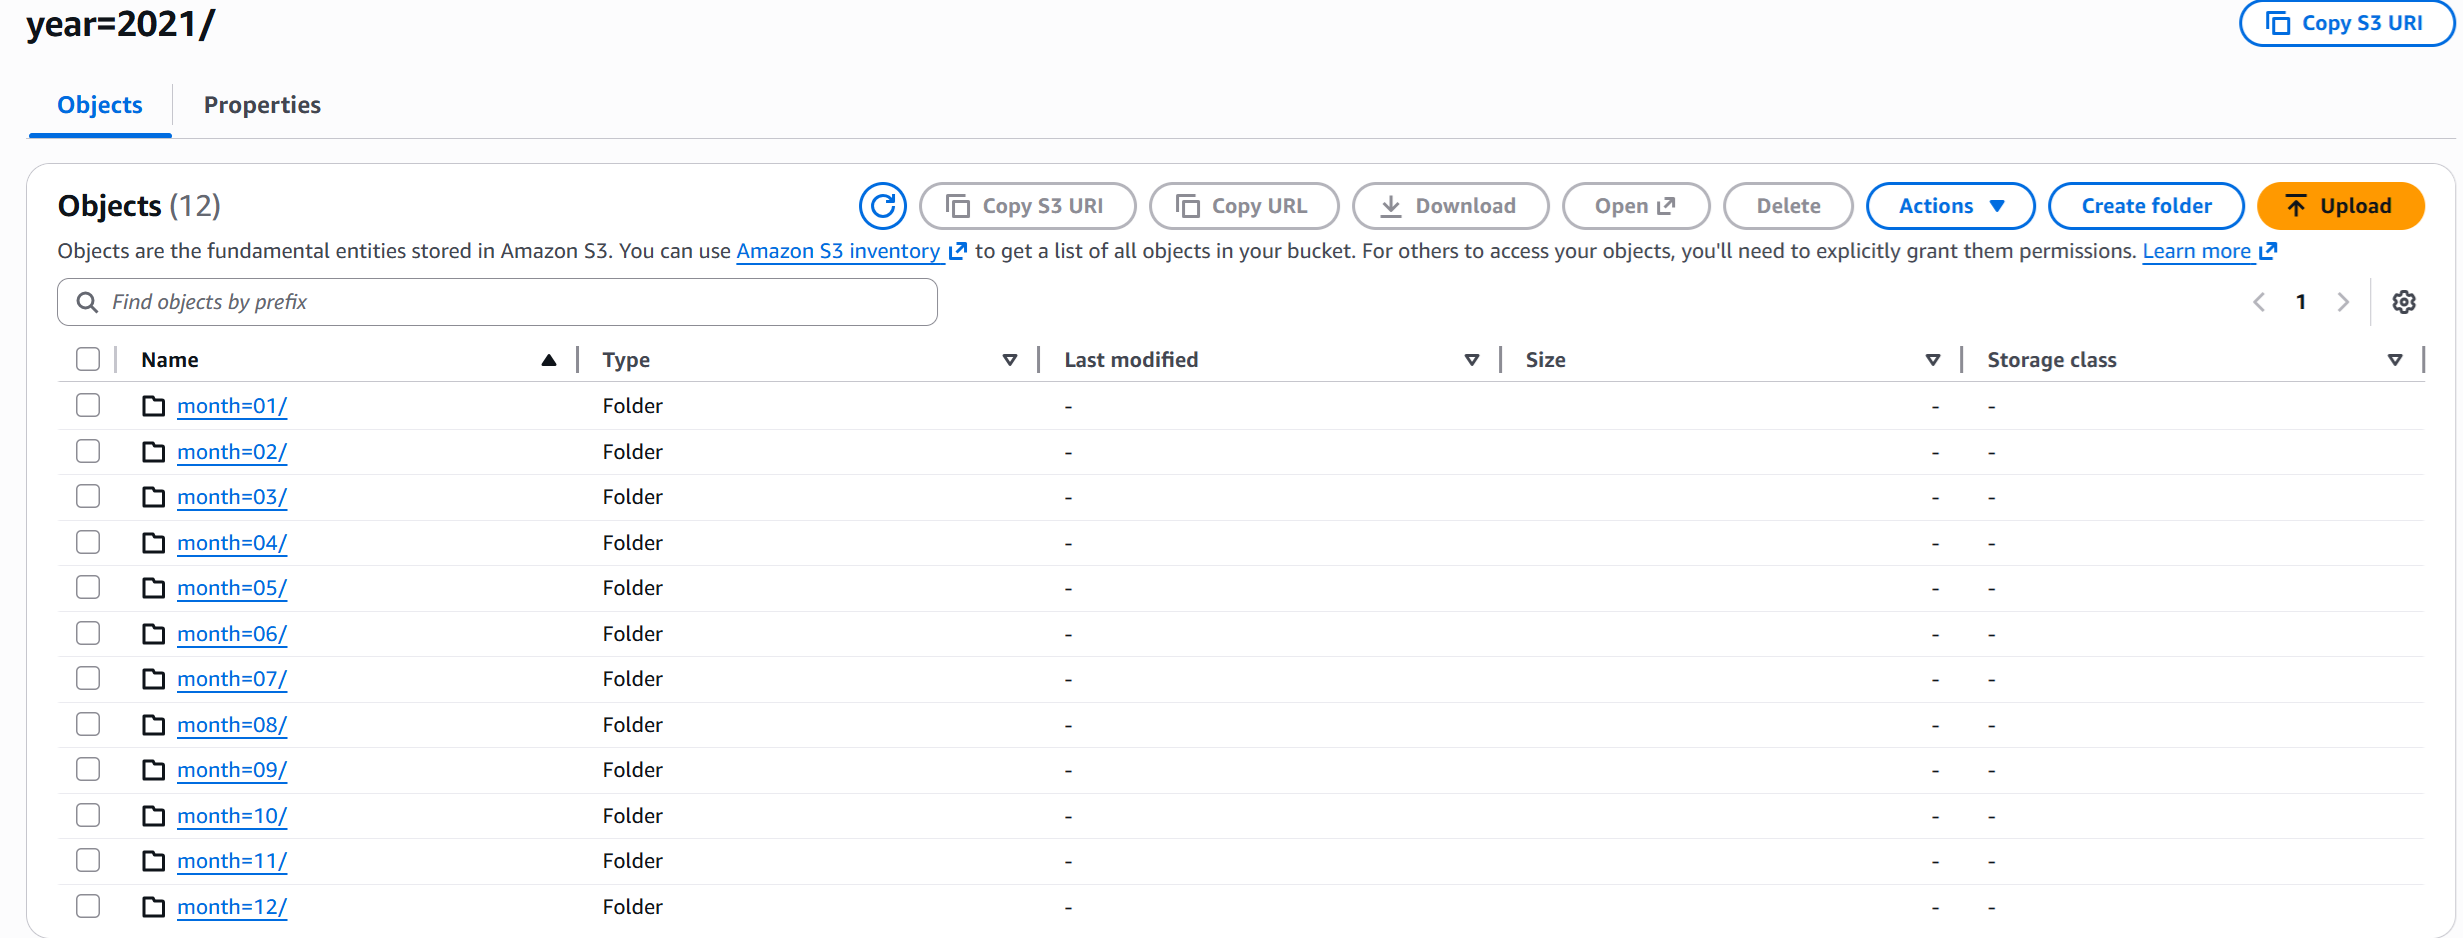 year=2021/ Copy S3 URI
Objects Properties
Objects (12) Copy S3 URI Copy URL Download Open Delete Actions Create folder Upload
Objects are the fundamental entities stored in Amazon S3. You can use Amazon S3 inventory to get a list of all objects in your bucket. For others to access your objects, you'll need to explicitly grant them permissions. Learn more
Find objects by prefix 1
Name Type Last modified Size Storage class
month=01/ Folder - - -
month=02/ Folder - - -
month=03/ Folder - - -
month=04/ Folder - - -
month=05/ Folder - - -
month=06/ Folder - - -
month=07/ Folder - - -
month=08/ Folder - - -
month=09/ Folder - - -
month=10/ Folder - - -
month=11/ Folder - - -
month=12/ Folder - - -